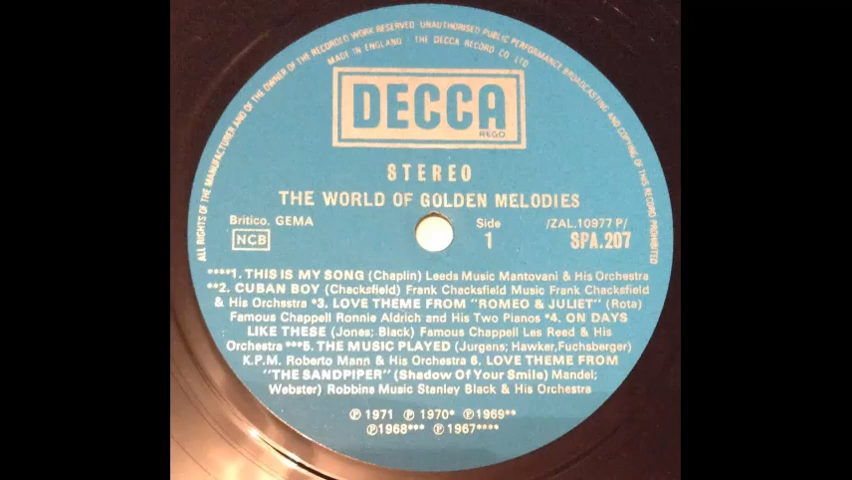 ALL RIGHTS OF THE MANUFACTURER AND OF THE OWNER OF THE RECORDED WORK RESERVED · UNAUTHORISED PUBLIC PERFORMANCE BROADCASTING AND COPYING OF THIS RECORD PROHIBITED
MADE IN ENGLAND · THE DECCA RECORD CO LTD
DECCA
REGD
STEREO
THE WORLD OF GOLDEN MELODIES
Britico. GEMA Side /ZAL.10977 P/
NCB 1 SPA.207
****1. THIS IS MY SONG (Chaplin) Leeds Music Mantovani & His Orchestra
**2. CUBAN BOY (Chacksfield) Frank Chacksfield Music Frank Chacksfield
& His Orchestra *3. LOVE THEME FROM "ROMEO & JULIET" (Rota)
Famous Chappell Ronnie Aldrich and His Two Pianos *4. ON DAYS
LIKE THESE (Jones; Black) Famous Chappell Les Reed & His
Orchestra ***5. THE MUSIC PLAYED (Jurgens; Hawker,Fuchsberger)
K.P.M. Roberto Mann & His Orchestra 6. LOVE THEME FROM
"THE SANDPIPER" (Shadow Of Your Smile) Mandel;
Webster) Robbins Music Stanley Black & His Orchestra
Ⓟ 1971 Ⓟ 1970* Ⓟ1969**
Ⓟ1968*** Ⓟ 1967****